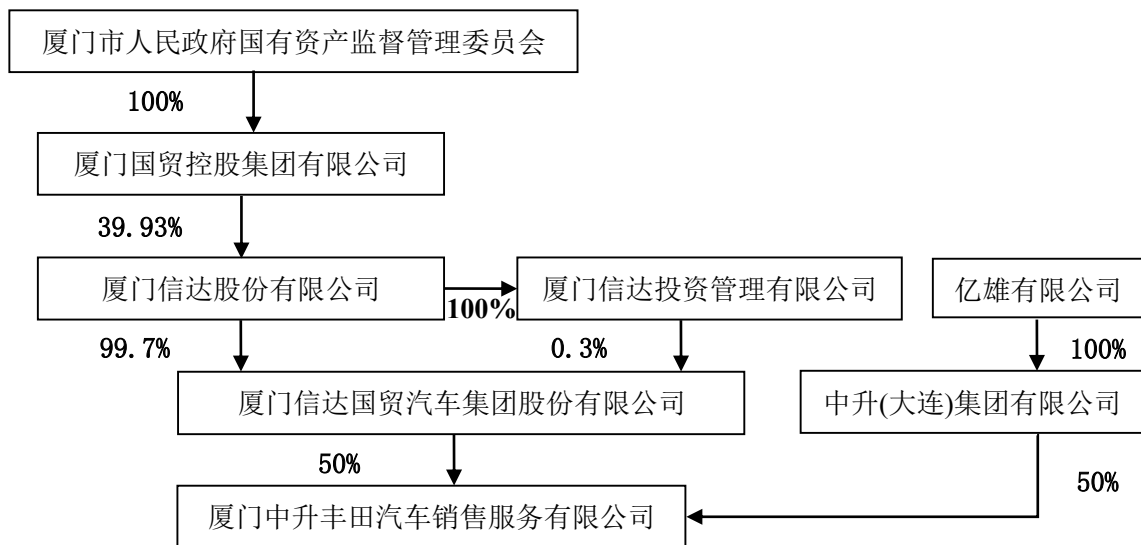 厦门市人民政府国有资产监督管理委员会
100%
厦门国贸控股集团有限公司
39.93%
厦门信达股份有限公司
100%
厦门信达投资管理有限公司
亿雄有限公司
99.7%
0.3%
100%
厦门信达国贸汽车集团股份有限公司
中升(大连)集团有限公司
50%
50%
厦门中升丰田汽车销售服务有限公司